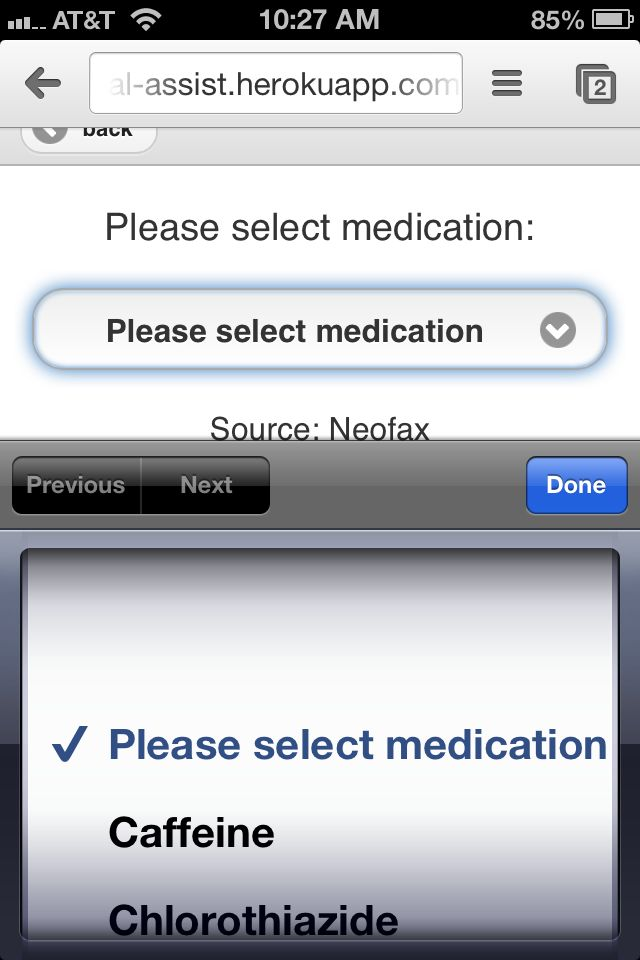 AT&T 10:27 AM 85%
al-assist.herokuapp.com 2
back
Please select medication:
Please select medication
Source: Neofax
Previous Next Done
✓ Please select medication
Caffeine
Chlorothiazide